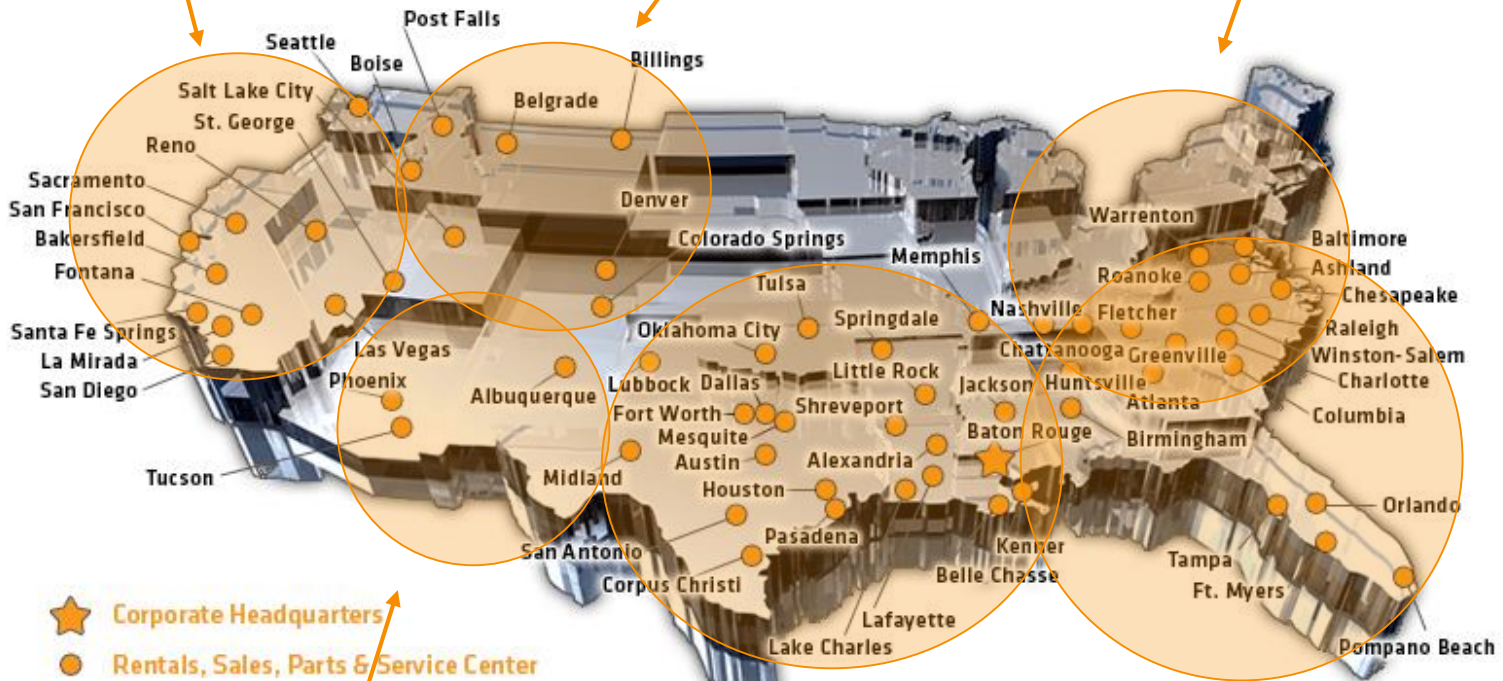 Post Falls
Seattle
Boise
Billings
Salt Lake City
Belgrade
St. George
Reno
Sacramento
Denver
San Francisco
Warrenton
Bakersfield
Colorado Springs
Baltimore
Memphis
Fontana
Roanoke
Ashland
Tulsa
Chesapeake
Nashville
Fletcher
Springdale
Santa Fe Springs
Oklahoma City
Raleigh
Las Vegas
Chattanooga
Greenville
Winston-Salem
La Mirada
Little Rock
Phoenix
Lubbock
Dallas
Jackson
Huntsville
Charlotte
San Diego
Albuquerque
Shreveport
Atlanta
Fort Worth
Columbia
Mesquite
Baton Rouge
Birmingham
Austin
Alexandria
Tucson
Midland
Houston
Orlando
Pasadena
San Antonio
Kenner
Tampa
Belle Chasse
Corpus Christi
Ft. Myers
Corporate Headquarters
Lafayette
Lake Charles
Pompano Beach
Rentals, Sales, Parts & Service Center